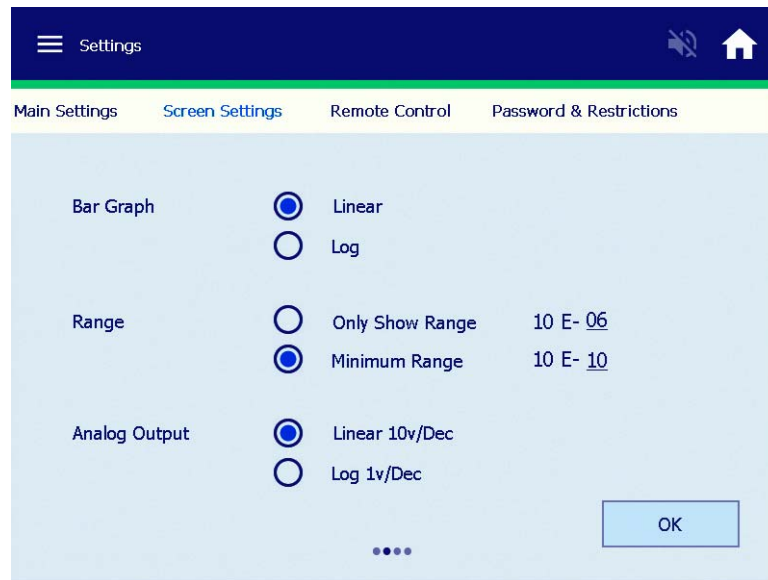 Settings
Main Settings Screen Settings Remote Control Password & Restrictions
Bar Graph Linear
Log
Range Only Show Range 10 E- 06
Minimum Range 10 E- 10
Analog Output Linear 10v/Dec
Log 1v/Dec
OK